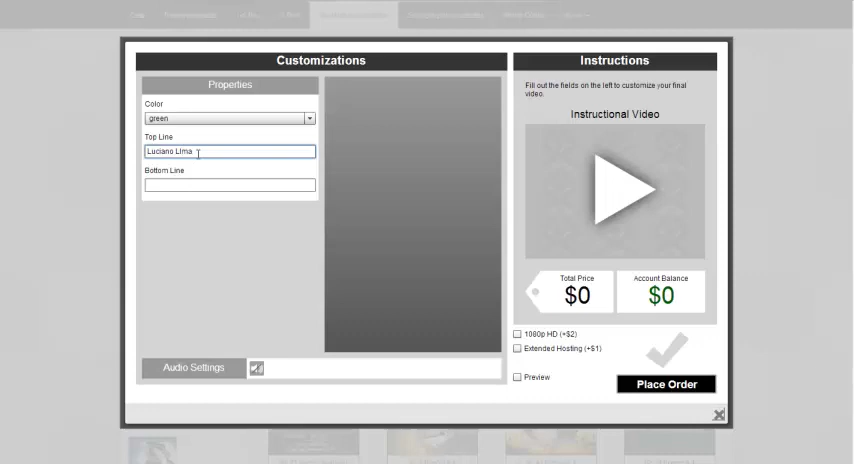 Customizations
Instructions
Properties
Color
green
Top Line
Luciano LIma
Bottom Line
Audio Settings
Fill out the fields on the left to customize your final
video.
Instructional Video
Total Price
$0
Account Balance
$0
1080p HD (+$2)
Extended Hosting (+$1)
Preview
Place Order